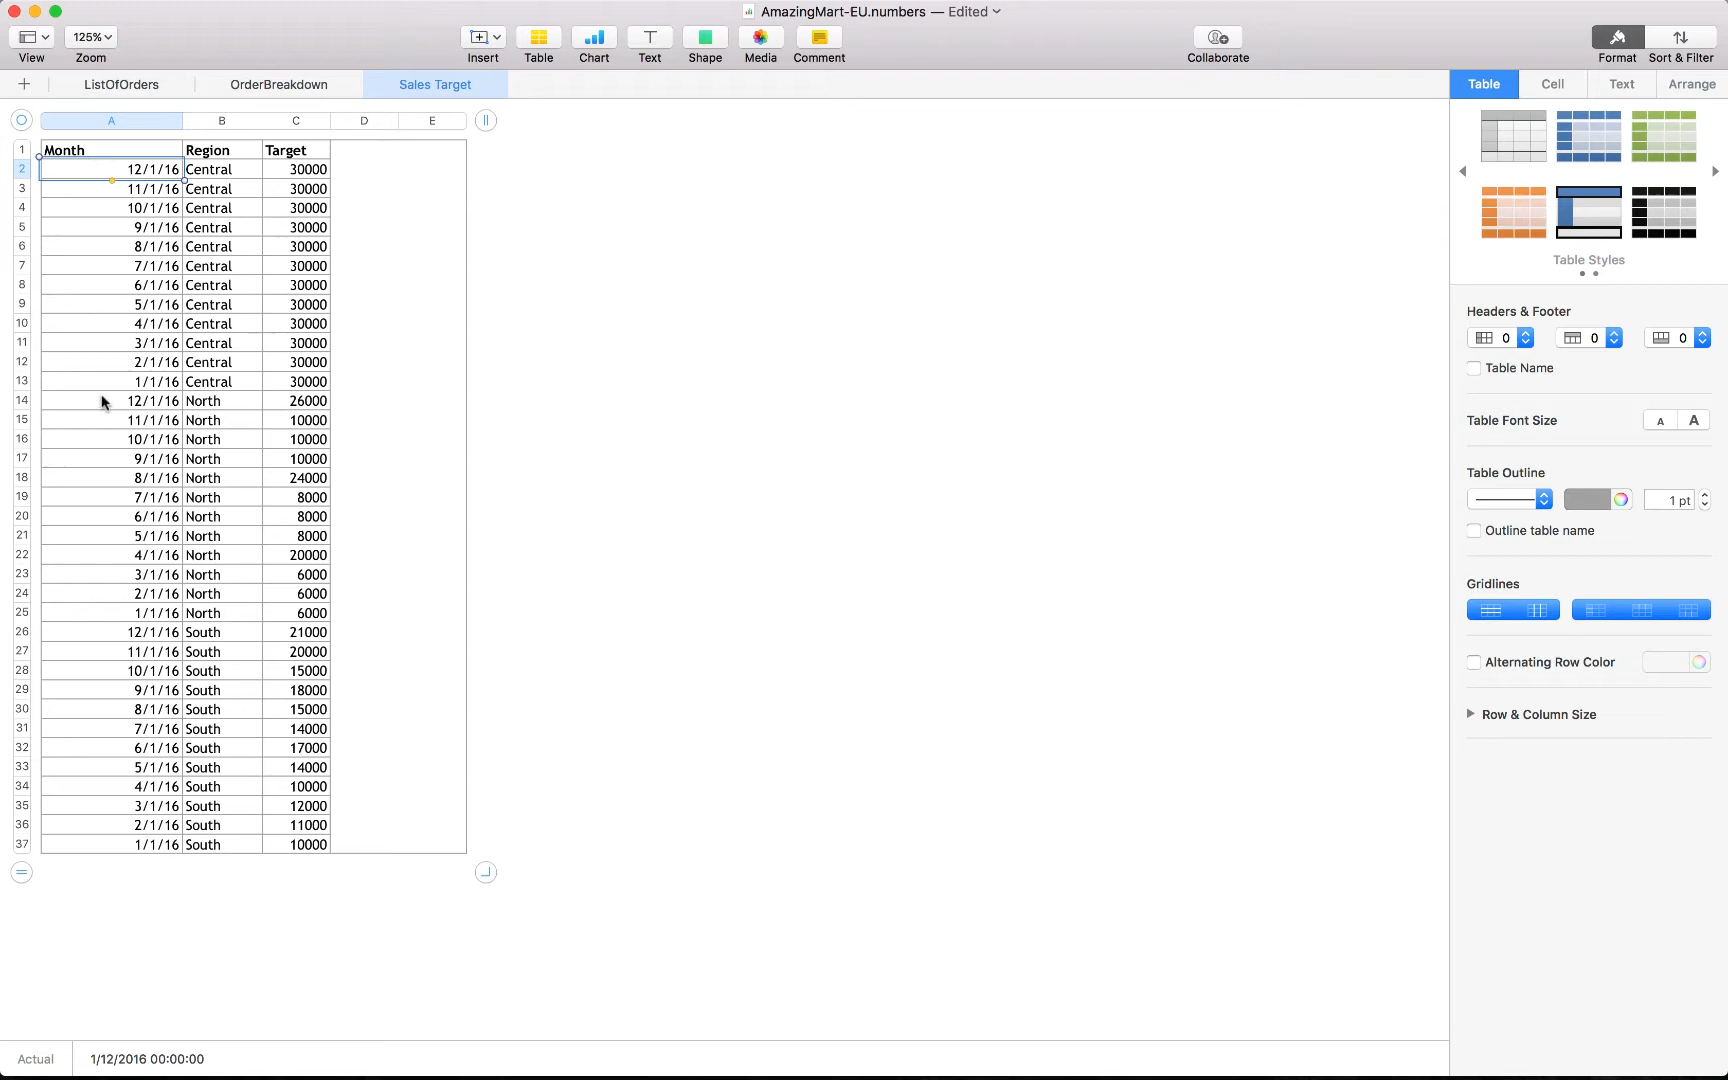 AmazingMart-EU.numbers — Edited
125%
View Zoom Insert Table Chart Text Shape Media Comment Collaborate Format Sort & Filter
ListOfOrders OrderBreakdown Sales Target Table Cell Text Arrange
A B C D E
1 Month Region Target
2 12/1/16 Central 30000
3 11/1/16 Central 30000
4 10/1/16 Central 30000
5 9/1/16 Central 30000
6 8/1/16 Central 30000
7 7/1/16 Central 30000
8 6/1/16 Central 30000
9 5/1/16 Central 30000
10 4/1/16 Central 30000
11 3/1/16 Central 30000
12 2/1/16 Central 30000
13 1/1/16 Central 30000
14 12/1/16 North 26000
15 11/1/16 North 10000
16 10/1/16 North 10000
17 9/1/16 North 10000
18 8/1/16 North 24000
19 7/1/16 North 8000
20 6/1/16 North 8000
21 5/1/16 North 8000
22 4/1/16 North 20000
23 3/1/16 North 6000
24 2/1/16 North 6000
25 1/1/16 North 6000
26 12/1/16 South 21000
27 11/1/16 South 20000
28 10/1/16 South 15000
29 9/1/16 South 18000
30 8/1/16 South 15000
31 7/1/16 South 14000
32 6/1/16 South 17000
33 5/1/16 South 14000
34 4/1/16 South 10000
35 3/1/16 South 12000
36 2/1/16 South 11000
37 1/1/16 South 10000
Table Styles
Headers & Footer
0 0 0
Table Name
Table Font Size A A
Table Outline
1 pt
Outline table name
Gridlines
Alternating Row Color
Row & Column Size
Actual 1/12/2016 00:00:00